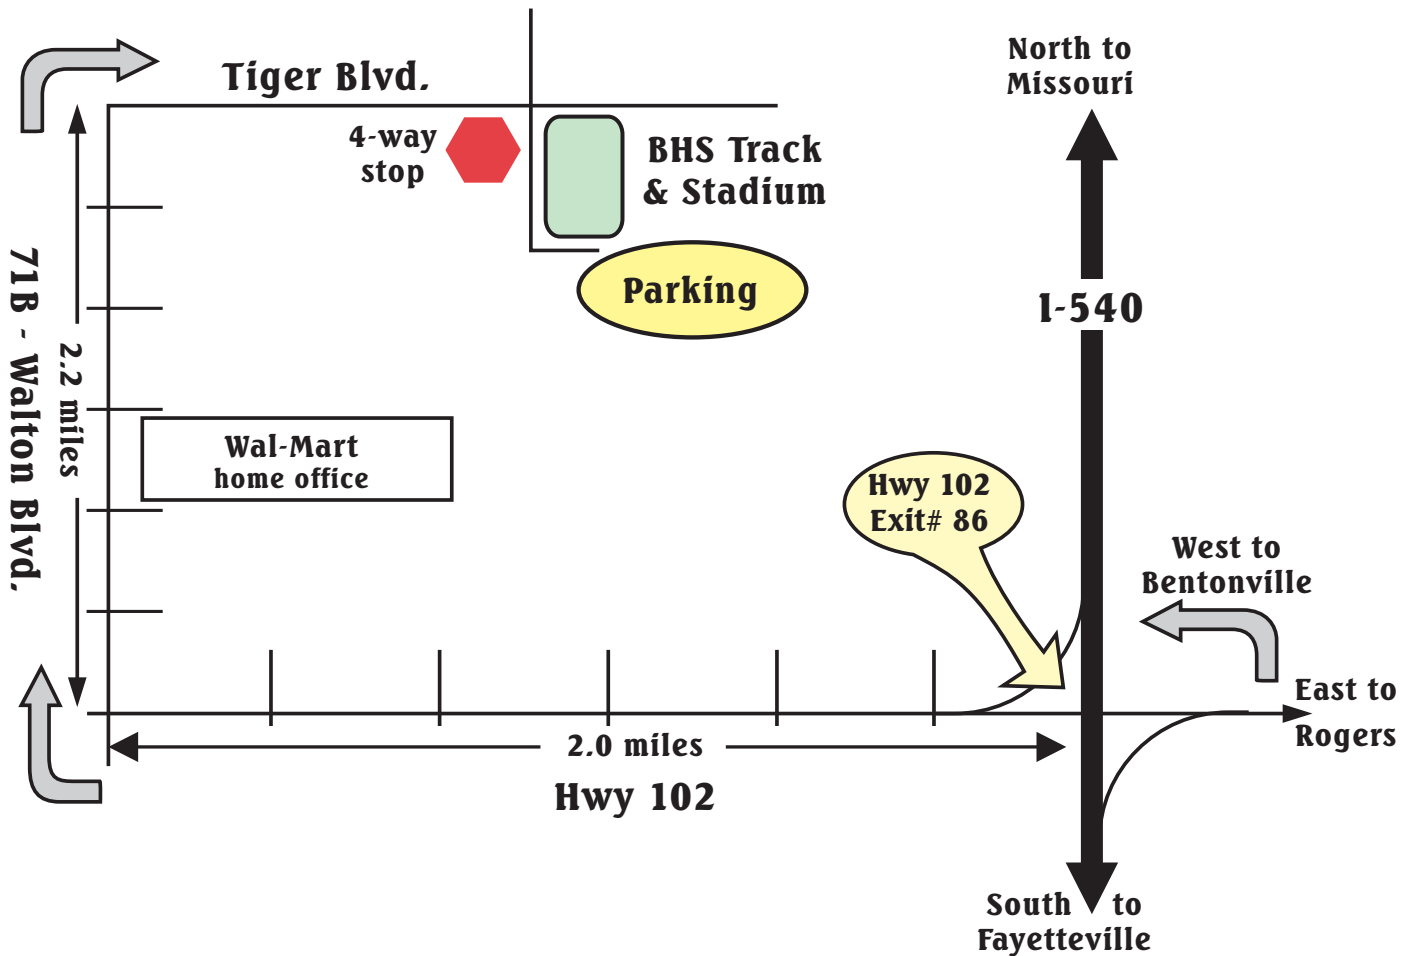 North to
Missouri
Tiger Blvd.
4-way
stop
BHS Track
& Stadium
Parking
71B - Walton Blvd.
2.2 miles
I-540
Wal-Mart
home office
Hwy 102
Exit# 86
West to
Bentonville
East to
Rogers
2.0 miles
Hwy 102
South to
Fayetteville